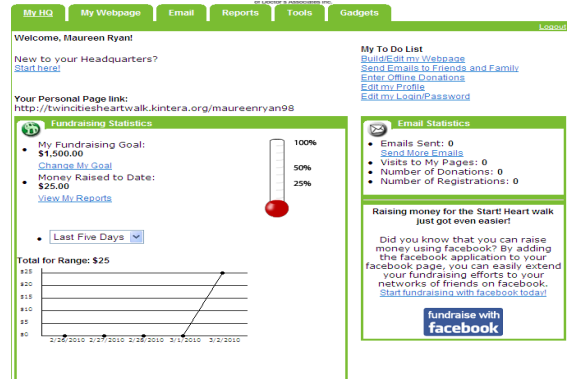 of Doctor's Associates Inc.
My HQ My Webpage Email Reports Tools Gadgets
Logout
Welcome, Maureen Ryan!
New to your Headquarters?
Start here!
Your Personal Page link:
http://twincitiesheartwalk.kintera.org/maureenryan98
My To Do List
Build/Edit my Webpage
Send Emails to Friends and Family
Enter Offline Donations
Edit my Profile
Edit my Login/Password
Fundraising Statistics
My Fundraising Goal:
$1,500.00
Change My Goal
Money Raised to Date:
$25.00
View My Reports
100%
50%
25%
Last Five Days
Total for Range: $25
$25
$20
$15
$10
$5
$0
2/26/2010 2/27/2010 2/28/2010 3/1/2010 3/2/2010
Email Statistics
Emails Sent: 0
Send More Emails
Visits to My Pages: 0
Number of Donations: 0
Number of Registrations: 0
Raising money for the Start! Heart walk
just got even easier!
Did you know that you can raise
money using facebook? By adding
the facebook application to your
facebook page, you can easily extend
your fundraising efforts to your
networks of friends on facebook.
Start fundraising with facebook today!
fundraise with
facebook